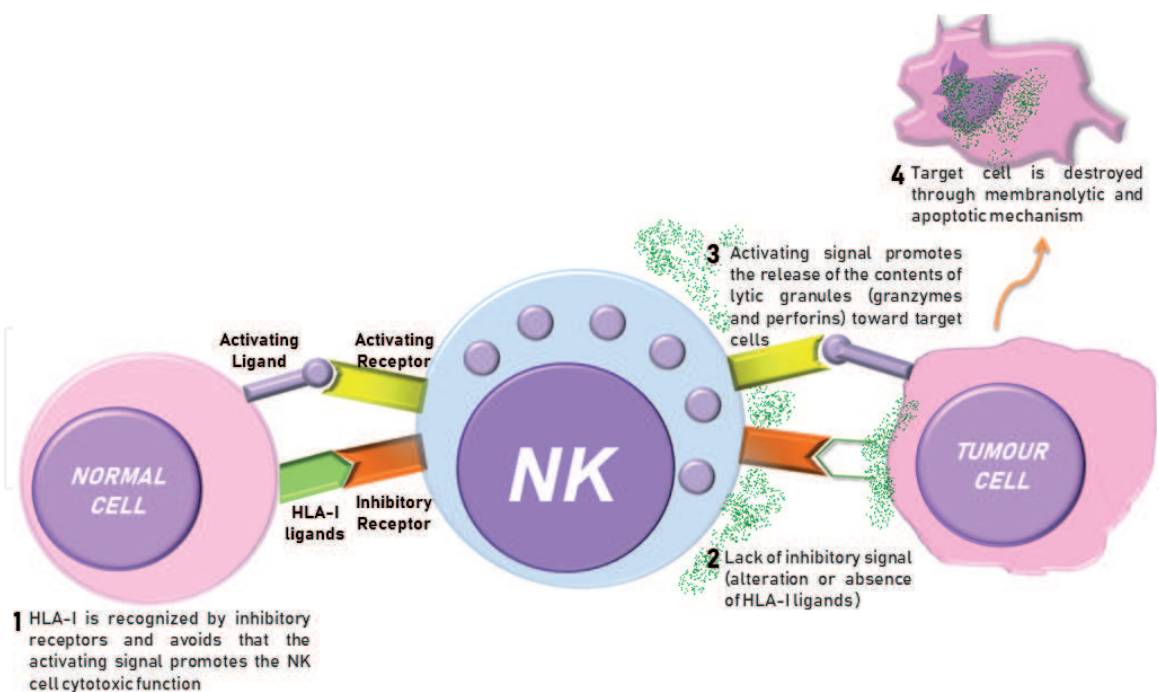 4 Target cell is destroyed
through membranolytic and
apoptotic mechanism
3 Activating signal promotes
the release of the contents of
lytic granules (granzymes
and perforins) toward target
cells
Activating
Ligand
Activating
Receptor
NORMAL
CELL
NK
TUMOUR
CELL
HLA-I
ligands
Inhibitory
Receptor
2 Lack of inhibitory signal
(alteration or absence
of HLA-I ligands)
1 HLA-I is recognized by inhibitory
receptors and avoids that the
activating signal promotes the NK
cell cytotoxic function